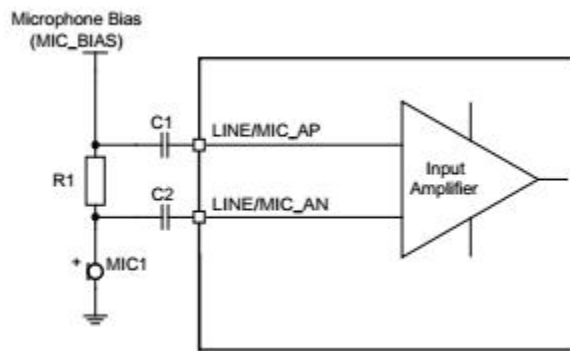 Microphone Bias
(MIC_BIAS)
C1
LINE/MIC_AP
R1
Input
Amplifier
C2
LINE/MIC_AN
+
MIC1